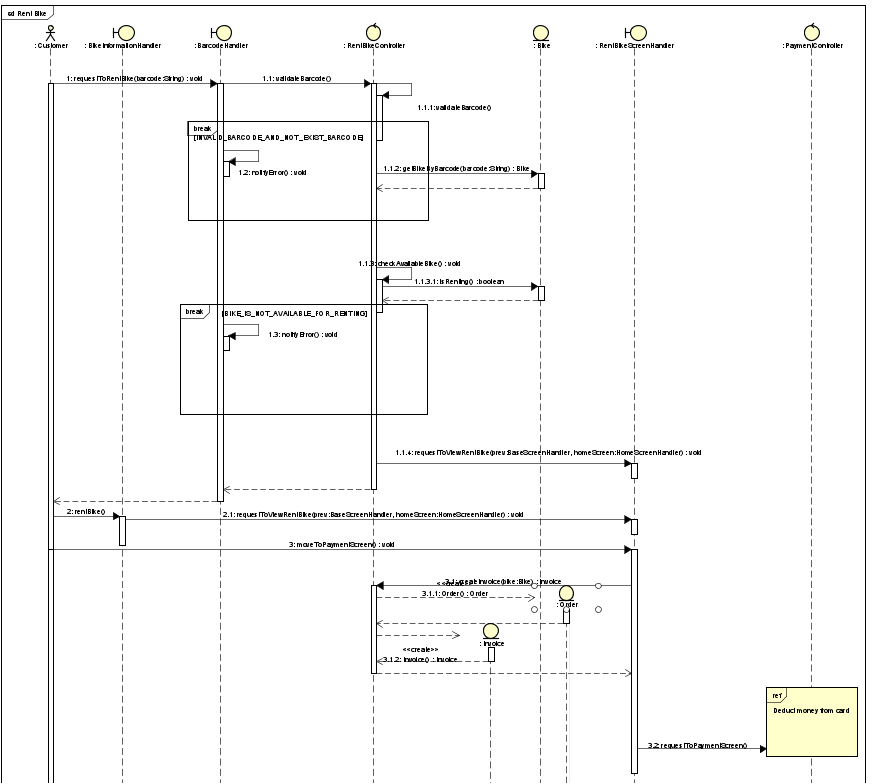 sd Rent Bike
: Customer
: BikeInformationHandler
: BarcodeHandler
: RentBikeController
: Bike
: RentBikeScreenHandler
: PaymentController
1: requestToRentBike(barcode:String) : void
1.1: validateBarcode()
1.1.1: validateBarcode()
break
[INVALID_BARCODE_AND_NOT_EXIST_BARCODE]
1.2: notifyError() : void
1.1.2: getBikeByBarcode(barcode:String) : Bike
1.1.3: checkAvailableBike() : void
1.1.3.1: isRenting() : boolean
break
[BIKE_IS_NOT_AVAILABLE_FOR_RENTING]
1.3: notifyError() : void
1.1.4: requestToViewRentBike(prev:BaseScreenHandler, homeScreen:HomeScreenHandler) : void
2: rentBike()
2.1: requestToViewRentBike(prev:BaseScreenHandler, homeScreen:HomeScreenHandler) : void
3: moveToPaymentScreen() : void
3.1: createInvoice(bike:Bike) : Invoice
<<create>>
3.1.1: Order() : Order
: Order
: Invoice
<<create>>
3.1.2: Invoice() : Invoice
ref
Deduct money from card
3.2: requestToPaymentScreen()